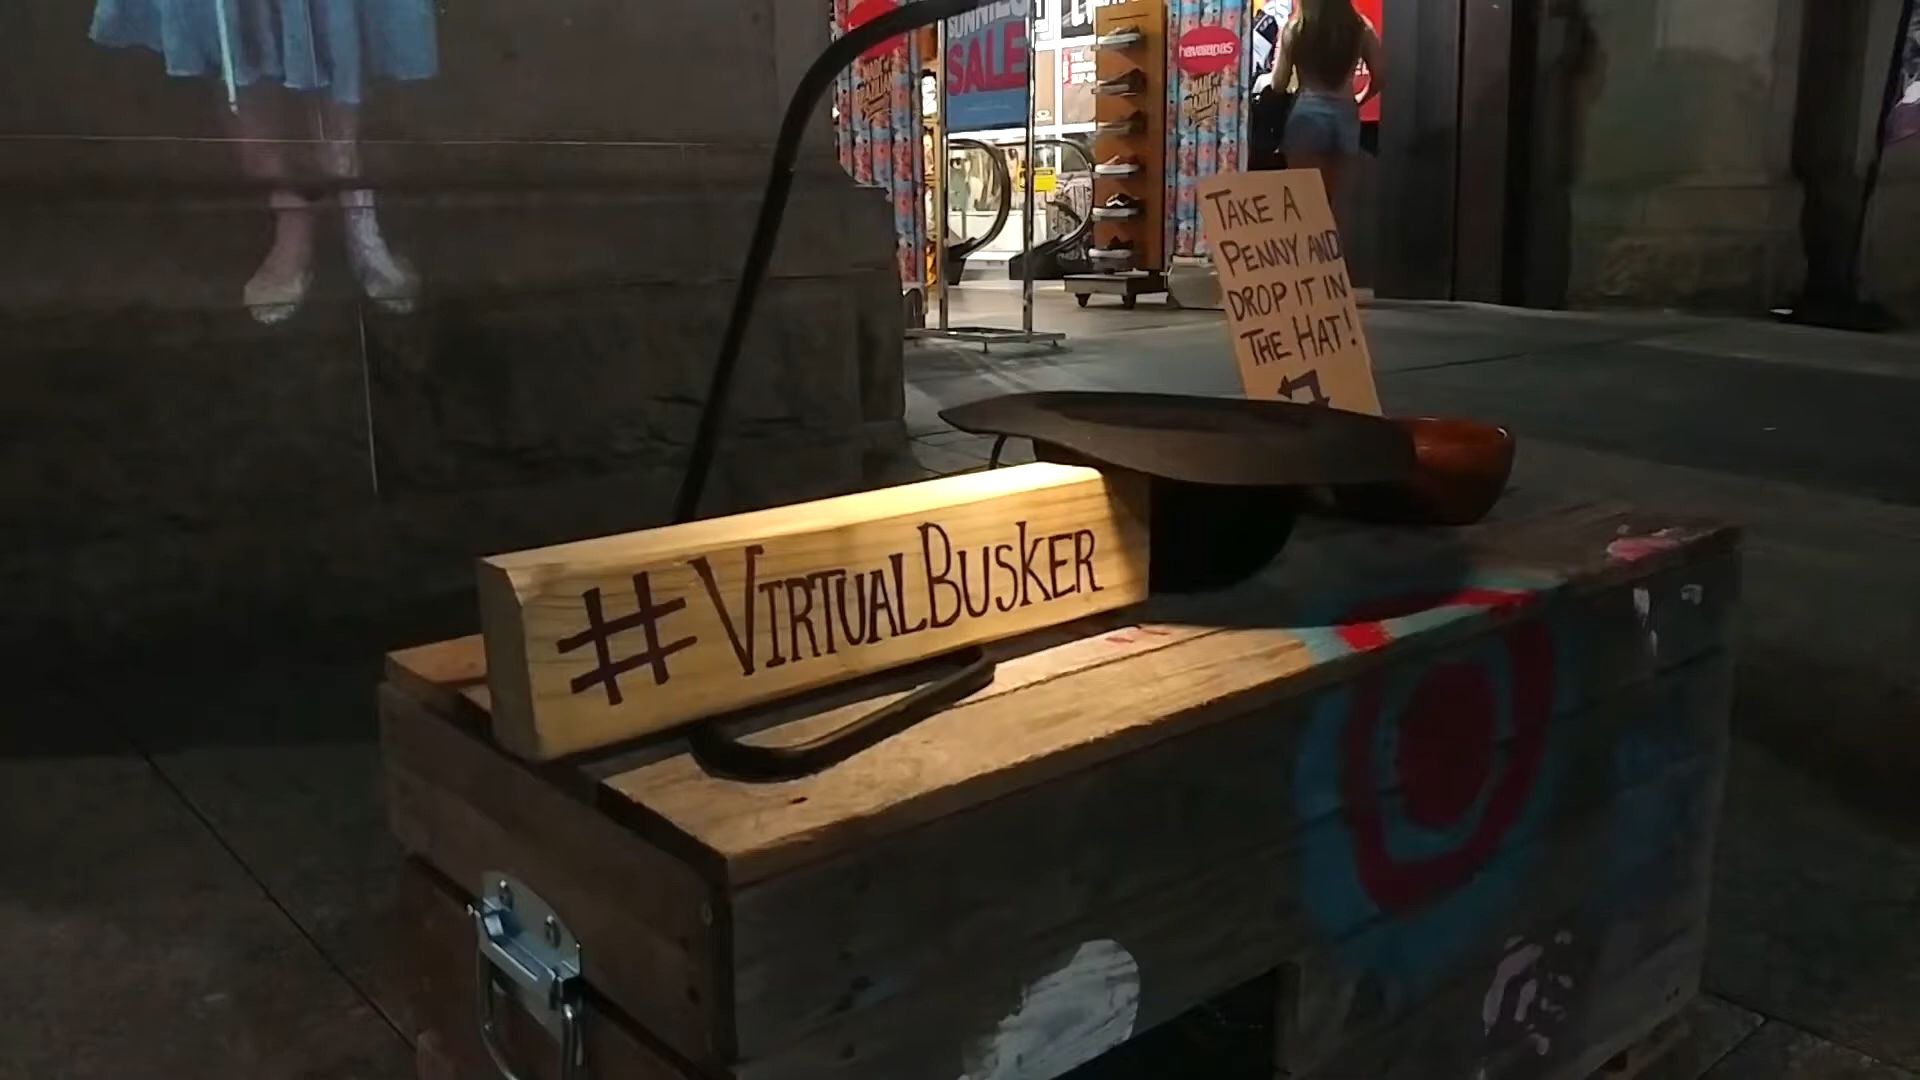 SALE
havaianas
TAKE A
PENNY AND
DROP IT IN
THE HAT!
#VIRTUALBUSKER